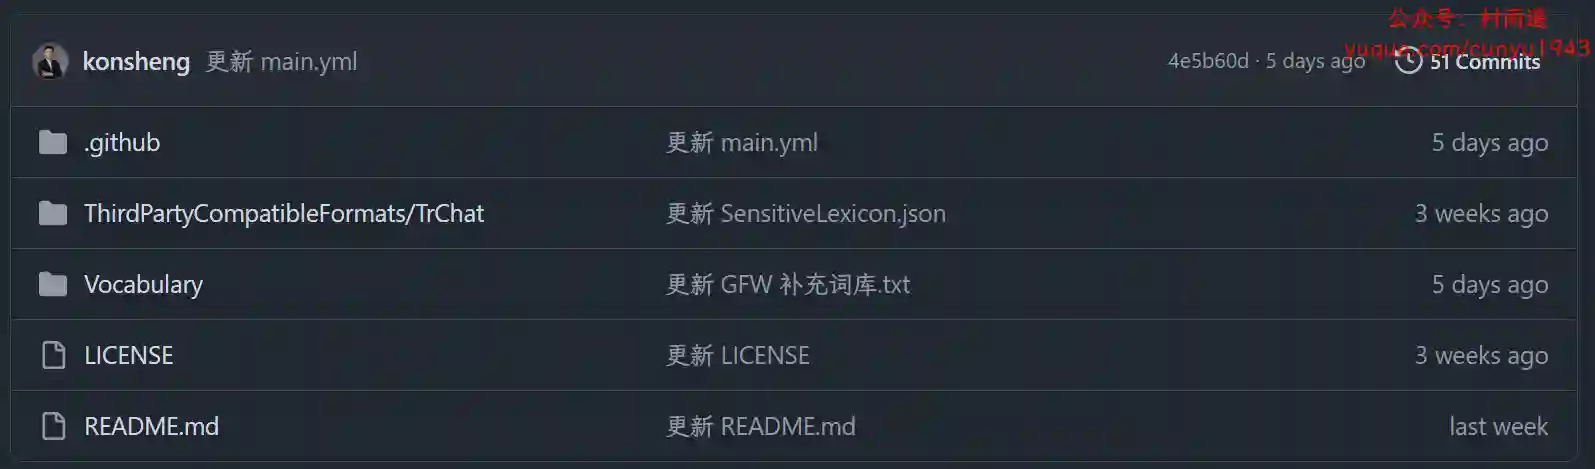 公众号：村雨遥
yuque.com/cunyu1943
konsheng 更新 main.yml 4e5b60d · 5 days ago 51 Commits
.github 更新 main.yml 5 days ago
ThirdPartyCompatibleFormats/TrChat 更新 SensitiveLexicon.json 3 weeks ago
Vocabulary 更新 GFW 补充词库.txt 5 days ago
LICENSE 更新 LICENSE 3 weeks ago
README.md 更新 README.md last week